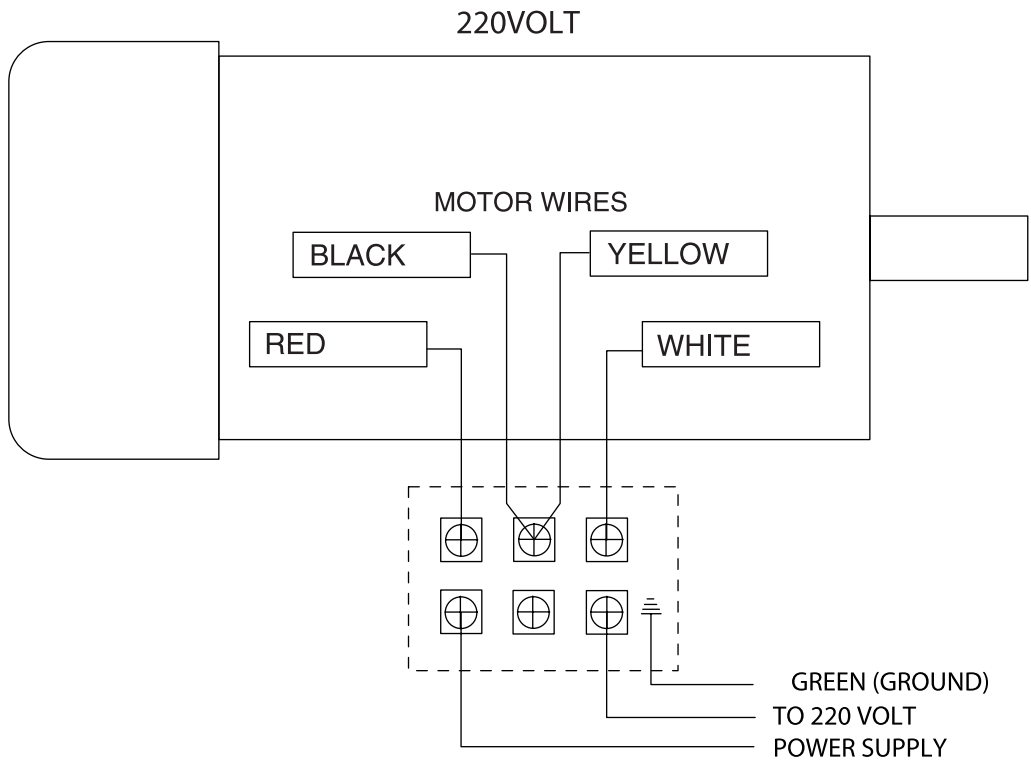 220VOLT
MOTOR WIRES
BLACK
YELLOW
RED
WHITE
GREEN (GROUND)
TO 220 VOLT
POWER SUPPLY